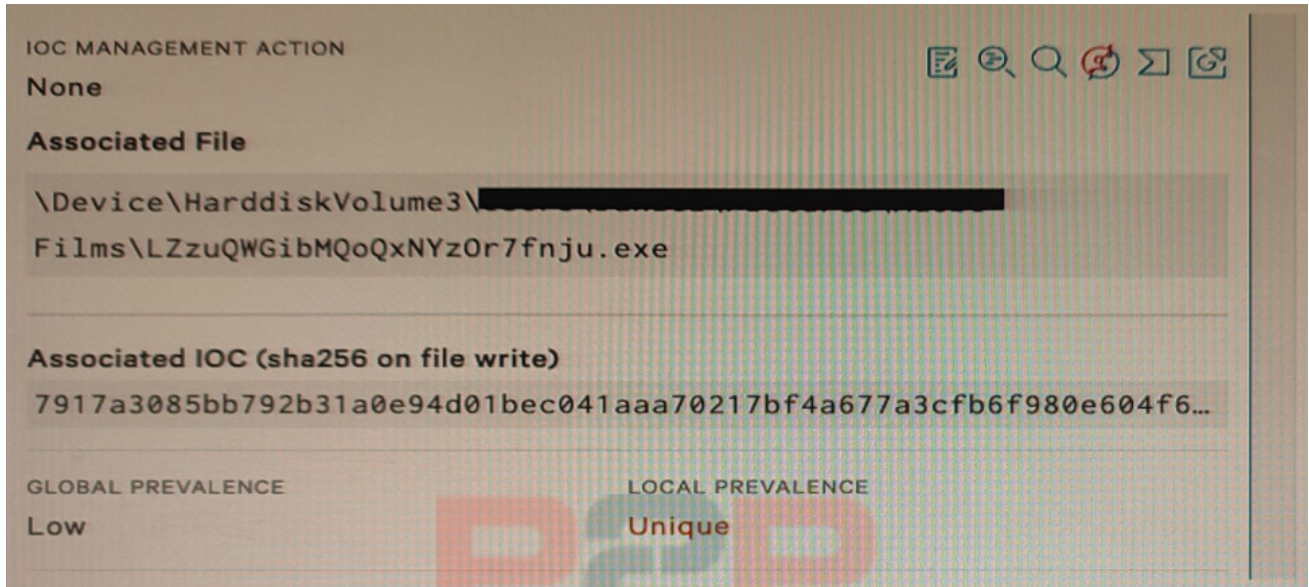 IOC MANAGEMENT ACTION
None
Associated File
\Device\HarddiskVolume3\
Films\LZzuQWGibMQoQxNYzOr7fnju.exe
Associated IOC (sha256 on file write)
7917a3085bb792b31a0e94d01bec041aaa70217bf4a677a3cfb6f980e604f6…
GLOBAL PREVALENCE
LOCAL PREVALENCE
Low
Unique